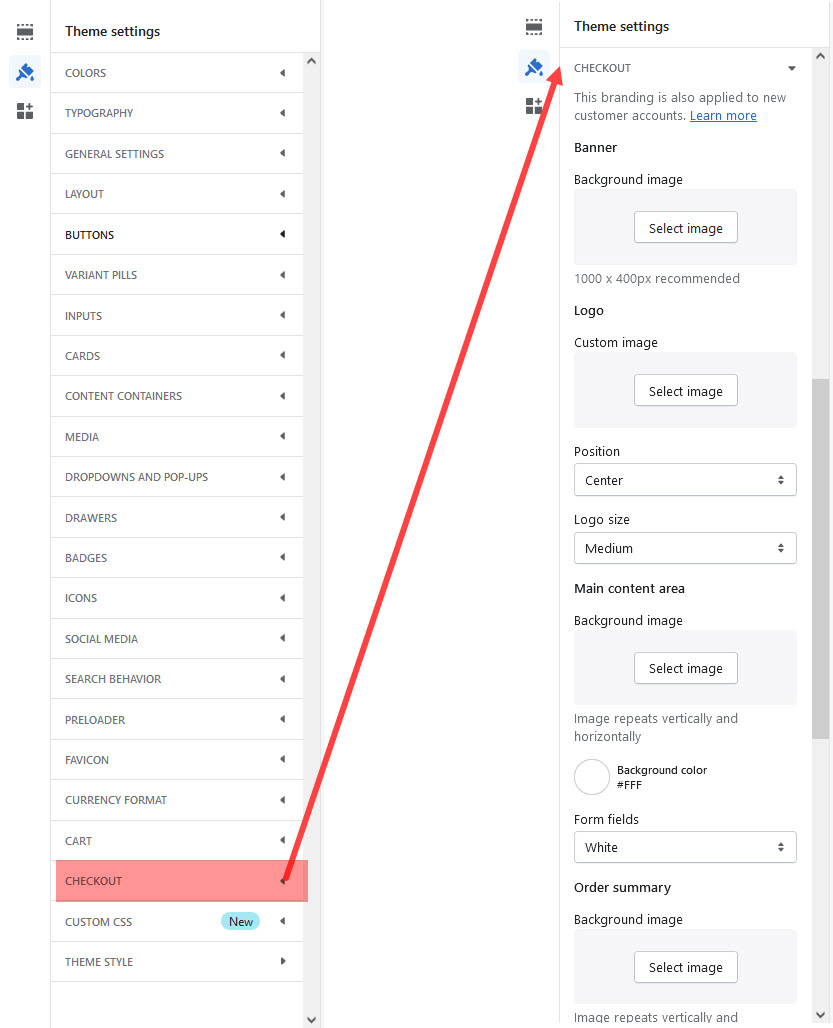 Theme settings
COLORS
TYPOGRAPHY
GENERAL SETTINGS
LAYOUT
BUTTONS
VARIANT PILLS
INPUTS
CARDS
CONTENT CONTAINERS
MEDIA
DROPDOWNS AND POP-UPS
DRAWERS
BADGES
ICONS
SOCIAL MEDIA
SEARCH BEHAVIOR
PRELOADER
FAVICON
CURRENCY FORMAT
CART
CHECKOUT
CUSTOM CSS New
THEME STYLE
Theme settings
CHECKOUT
This branding is also applied to new
customer accounts. Learn more
Banner
Background image
Select image
1000 x 400px recommended
Logo
Custom image
Select image
Position
Center
Logo size
Medium
Main content area
Background image
Select image
Image repeats vertically and
horizontally
Background color
#FFF
Form fields
White
Order summary
Background image
Select image
Image repeats vertically and